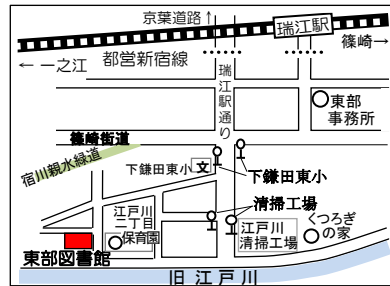 京葉道路↑
瑞江駅
篠崎→
都営新宿線
← 一之江
瑞江駅通り
東部
事務所
篠崎街道
宿川親水緑道
下鎌田東小
文
下鎌田東小
清掃工場
江戸川
二丁目
保育園
江戸川
清掃工場
くつろぎ
の家
東部図書館
旧江戸川